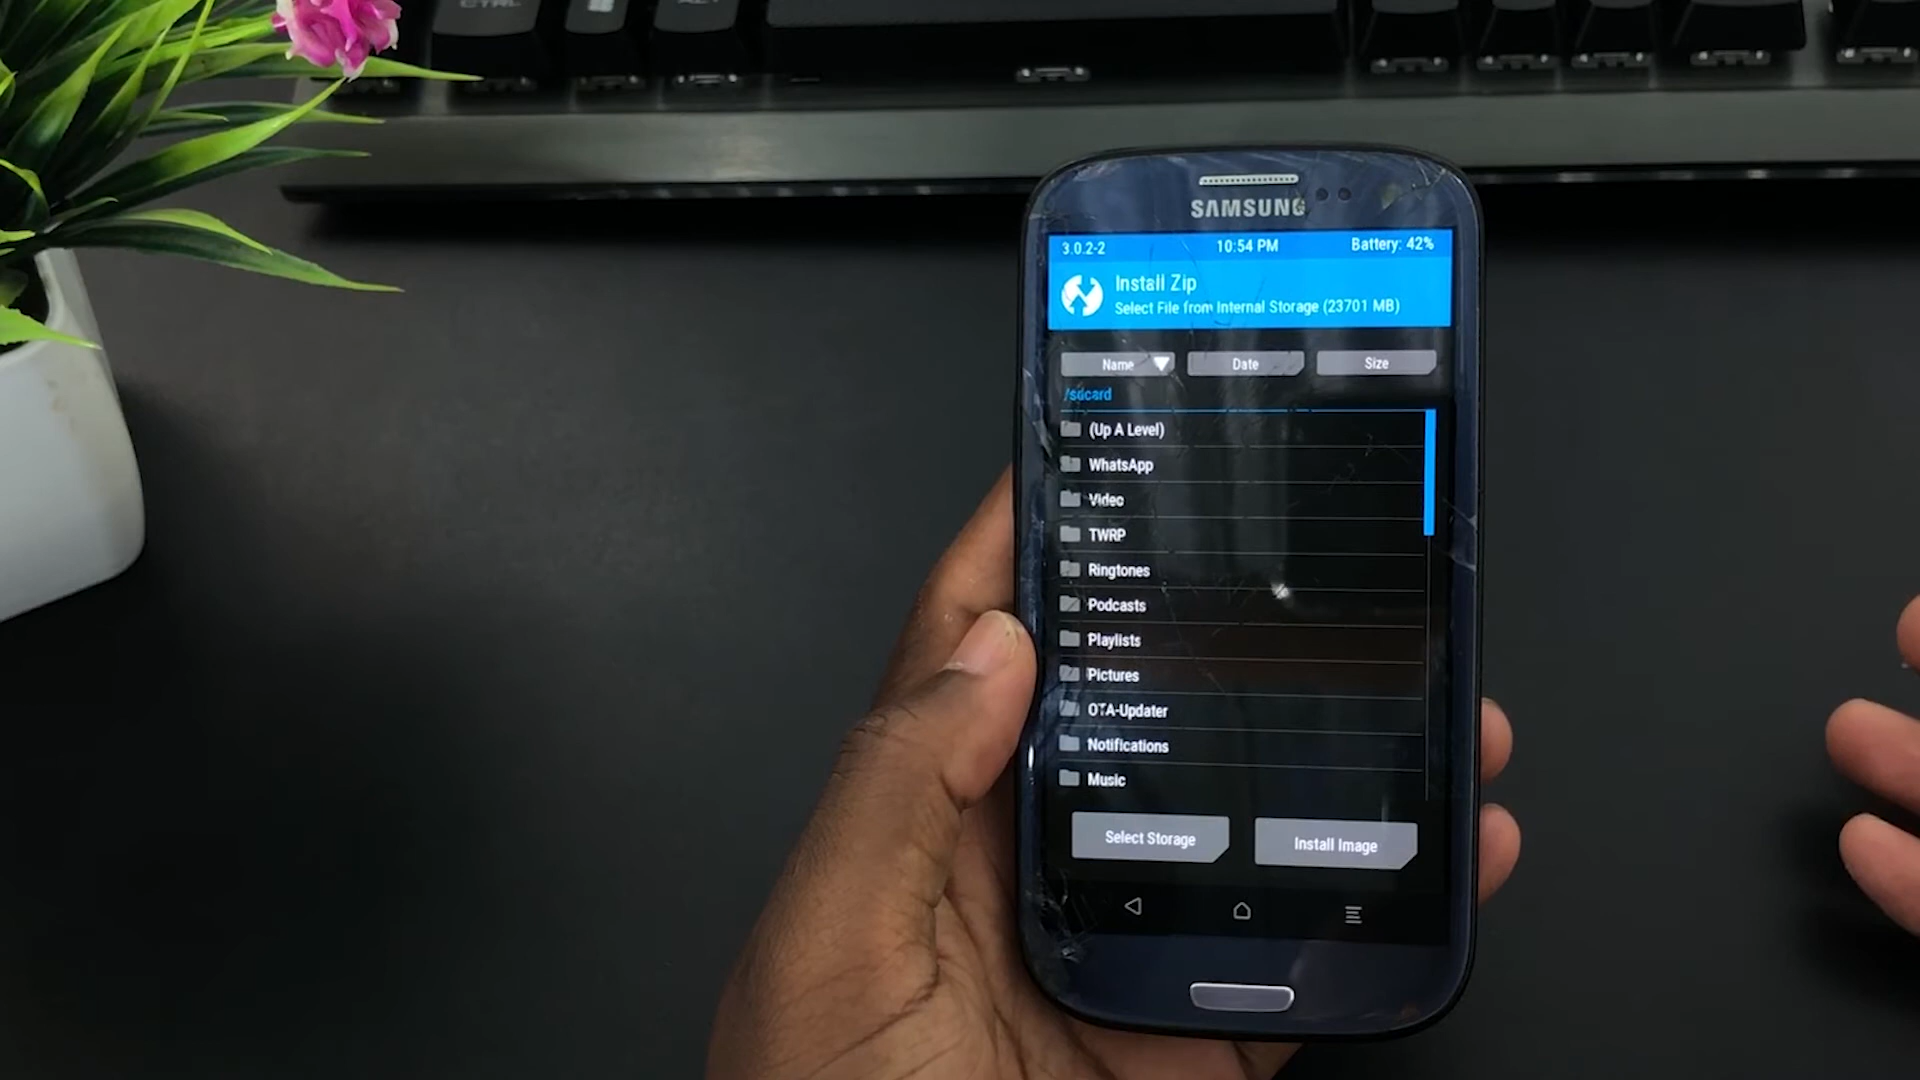 CTRL
SAMSUNG
3.0.2-2 10:54 PM Battery: 42%
Install Zip
Select File from Internal Storage (23701 MB)
Name Date Size
/sdcard
(Up A Level)
WhatsApp
Video
TWRP
Ringtones
Podcasts
Playlists
Pictures
OTA-Updater
Notifications
Music
Select Storage Install Image